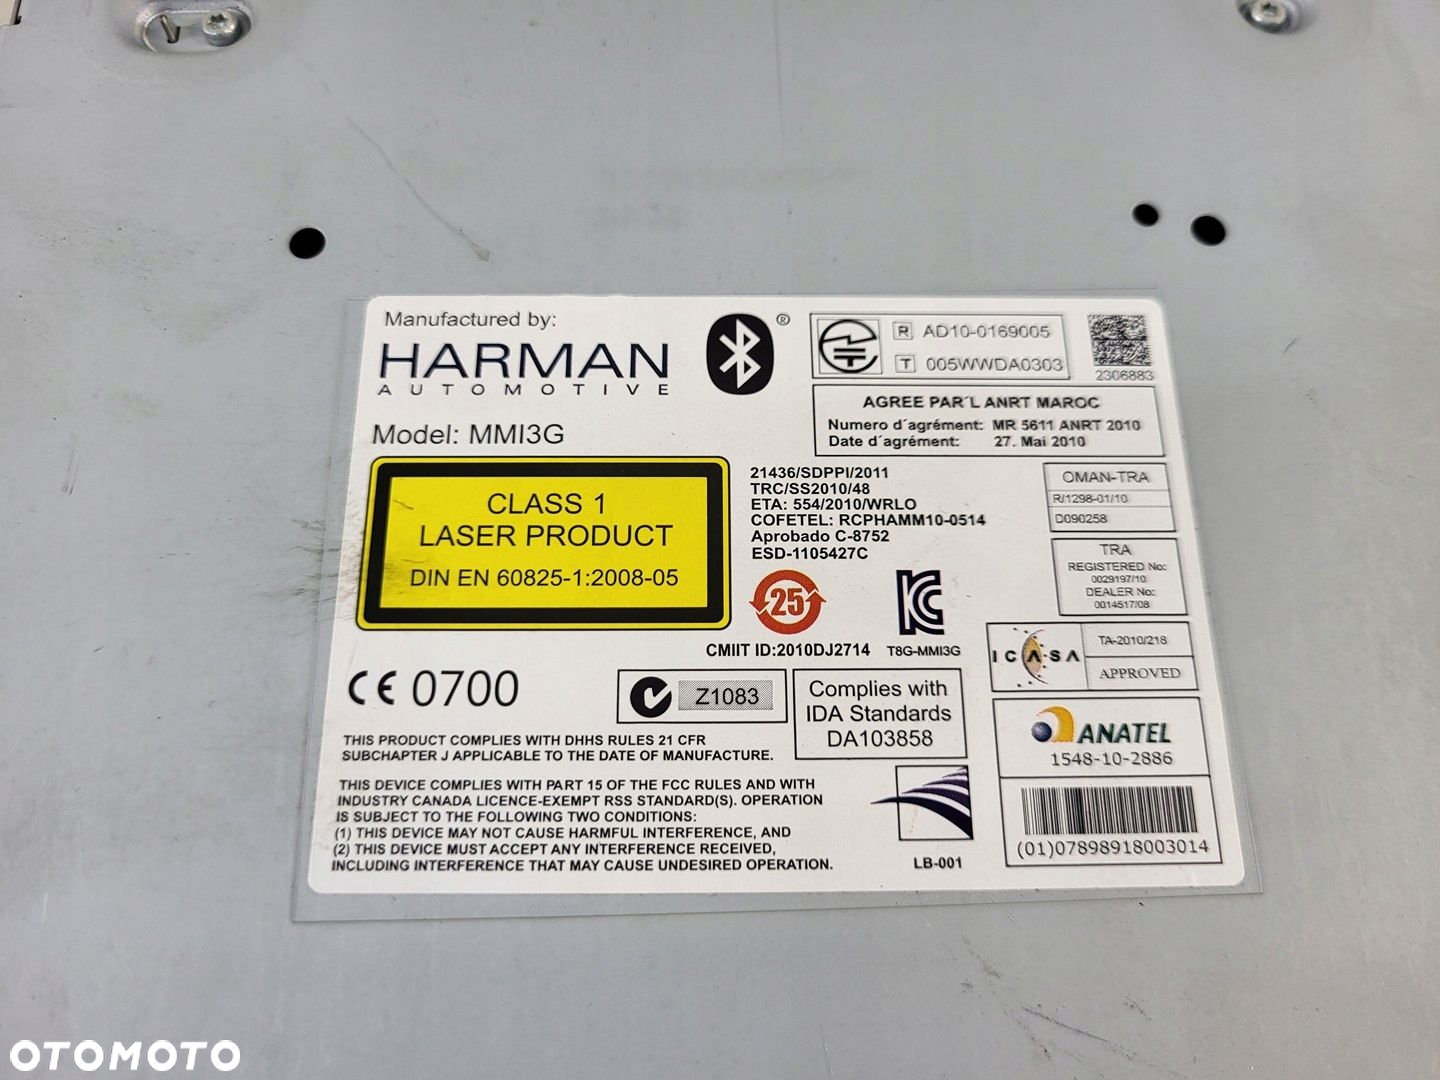 Manufactured by:
HARMAN
AUTOMOTIVE
Model: MMI3G
®
R AD10-0169005
T 005WWDA0303
2306883
AGREE PAR´L ANRT MAROC
Numero d´agrément: MR 5611 ANRT 2010
Date d´agrément: 27. Mai 2010
CLASS 1
LASER PRODUCT
DIN EN 60825-1:2008-05
21436/SDPPI/2011
TRC/SS2010/48
ETA: 554/2010/WRLO
COFETEL: RCPHAMM10-0514
Aprobado C-8752
ESD-1105427C
OMAN-TRA
R/1298-01/10
D090258
TRA
REGISTERED No:
0029197/10
DEALER No:
0014517/08
25
CMIIT ID:2010DJ2714
KC
T8G-MMI3G
ICASA
TA-2010/218
APPROVED
CE 0700
Z1083
Complies with
IDA Standards
DA103858
ANATEL
1548-10-2886
(01)07898918003014
THIS PRODUCT COMPLIES WITH DHHS RULES 21 CFR
SUBCHAPTER J APPLICABLE TO THE DATE OF MANUFACTURE.
THIS DEVICE COMPLIES WITH PART 15 OF THE FCC RULES AND WITH
INDUSTRY CANADA LICENCE-EXEMPT RSS STANDARD(S). OPERATION
IS SUBJECT TO THE FOLLOWING TWO CONDITIONS:
(1) THIS DEVICE MAY NOT CAUSE HARMFUL INTERFERENCE, AND
(2) THIS DEVICE MUST ACCEPT ANY INTERFERENCE RECEIVED,
INCLUDING INTERFERENCE THAT MAY CAUSE UNDESIRED OPERATION.
LB-001
OTOMOTO